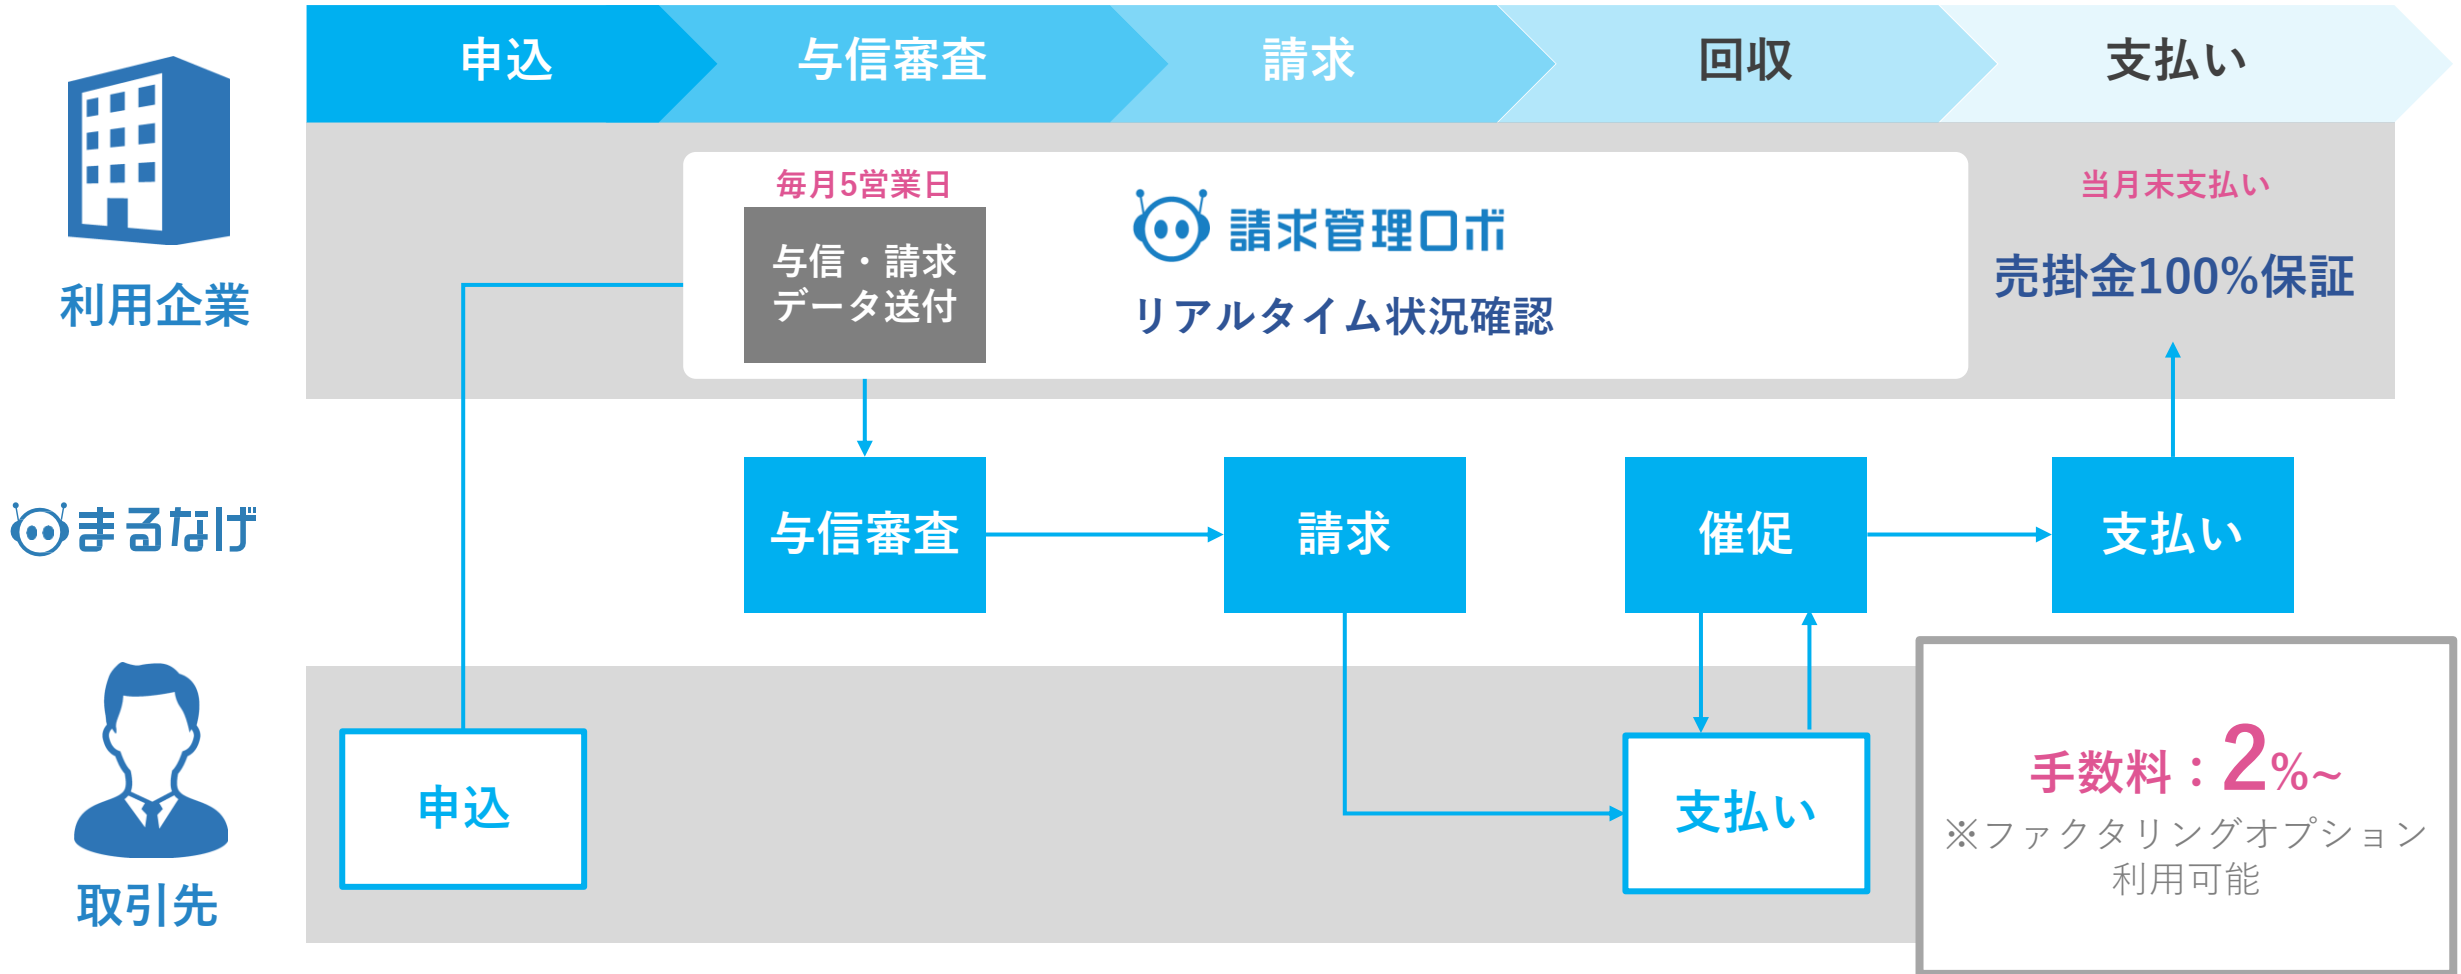 申込
与信審査
請求
回収
支払い
利用企業
毎月5営業日
与信・請求
データ送付
請求管理ロボ
リアルタイム状況確認
当月末支払い
売掛金100%保証
まるなげ
与信審査
請求
催促
支払い
取引先
申込
支払い
手数料：2%~
※ファクタリングオプション
利用可能